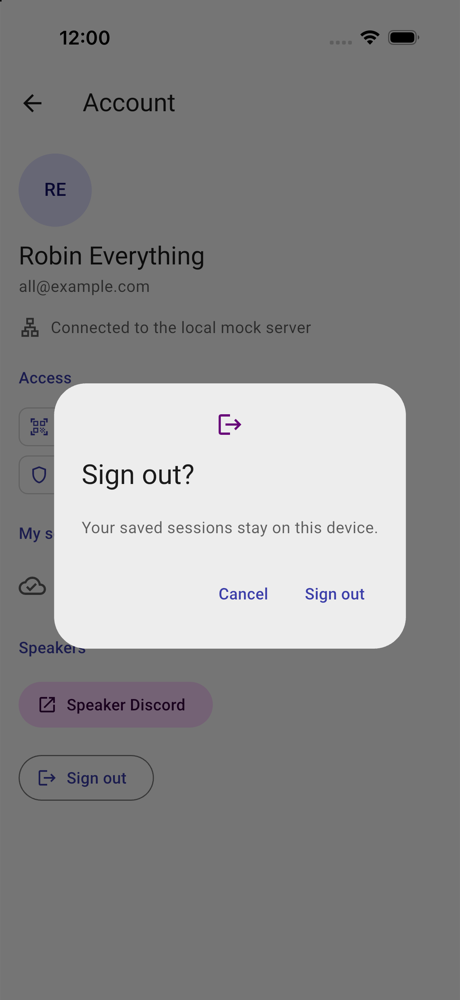 12:00
Account
RE
Robin Everything
all@example.com
Connected to the local mock server
Access
Sign out?
Your saved sessions stay on this device.
Cancel
Sign out
My s
Speakers
Speaker Discord
Sign out